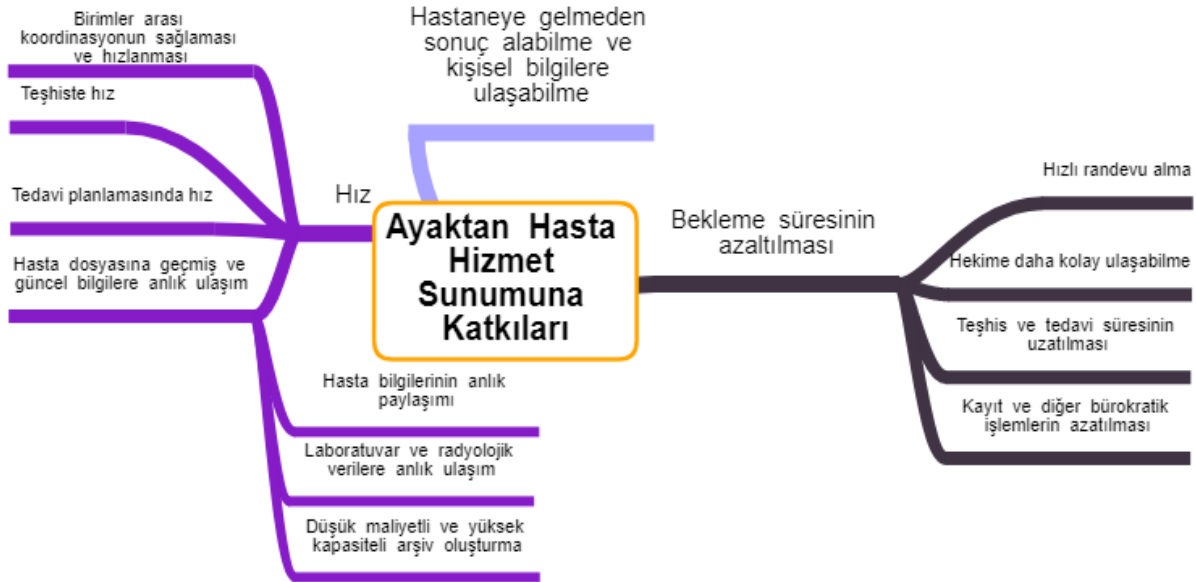 Birimler arası
koordinasyonun sağlaması
ve hızlanması
Teşhiste hız
Tedavi planlamasında hız
Hasta dosyasına geçmiş ve
güncel bilgilere anlık ulaşım
Hız
Hasta bilgilerinin anlık
paylaşımı
Laboratuvar ve radyolojik
verilere anlık ulaşım
Düşük maliyetli ve yüksek
kapasiteli arşiv oluşturma
Hastaneye gelmeden
sonuç alabilme ve
kişisel bilgilere
ulaşabilme
Ayaktan Hasta
Hizmet
Sunumuna
Katkıları
Bekleme süresinin
azaltılması
Hızlı randevu alma
Hekime daha kolay ulaşabilme
Teşhis ve tedavi süresinin
uzatılması
Kayıt ve diğer bürokratik
işlemlerin azatılması